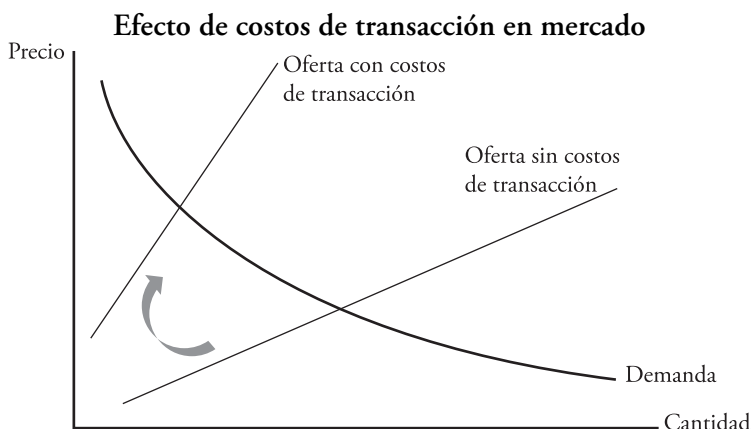 Efecto de costos de transacción en mercado
Precio
Oferta con costos
de transacción
Oferta sin costos
de transacción
Demanda
Cantidad